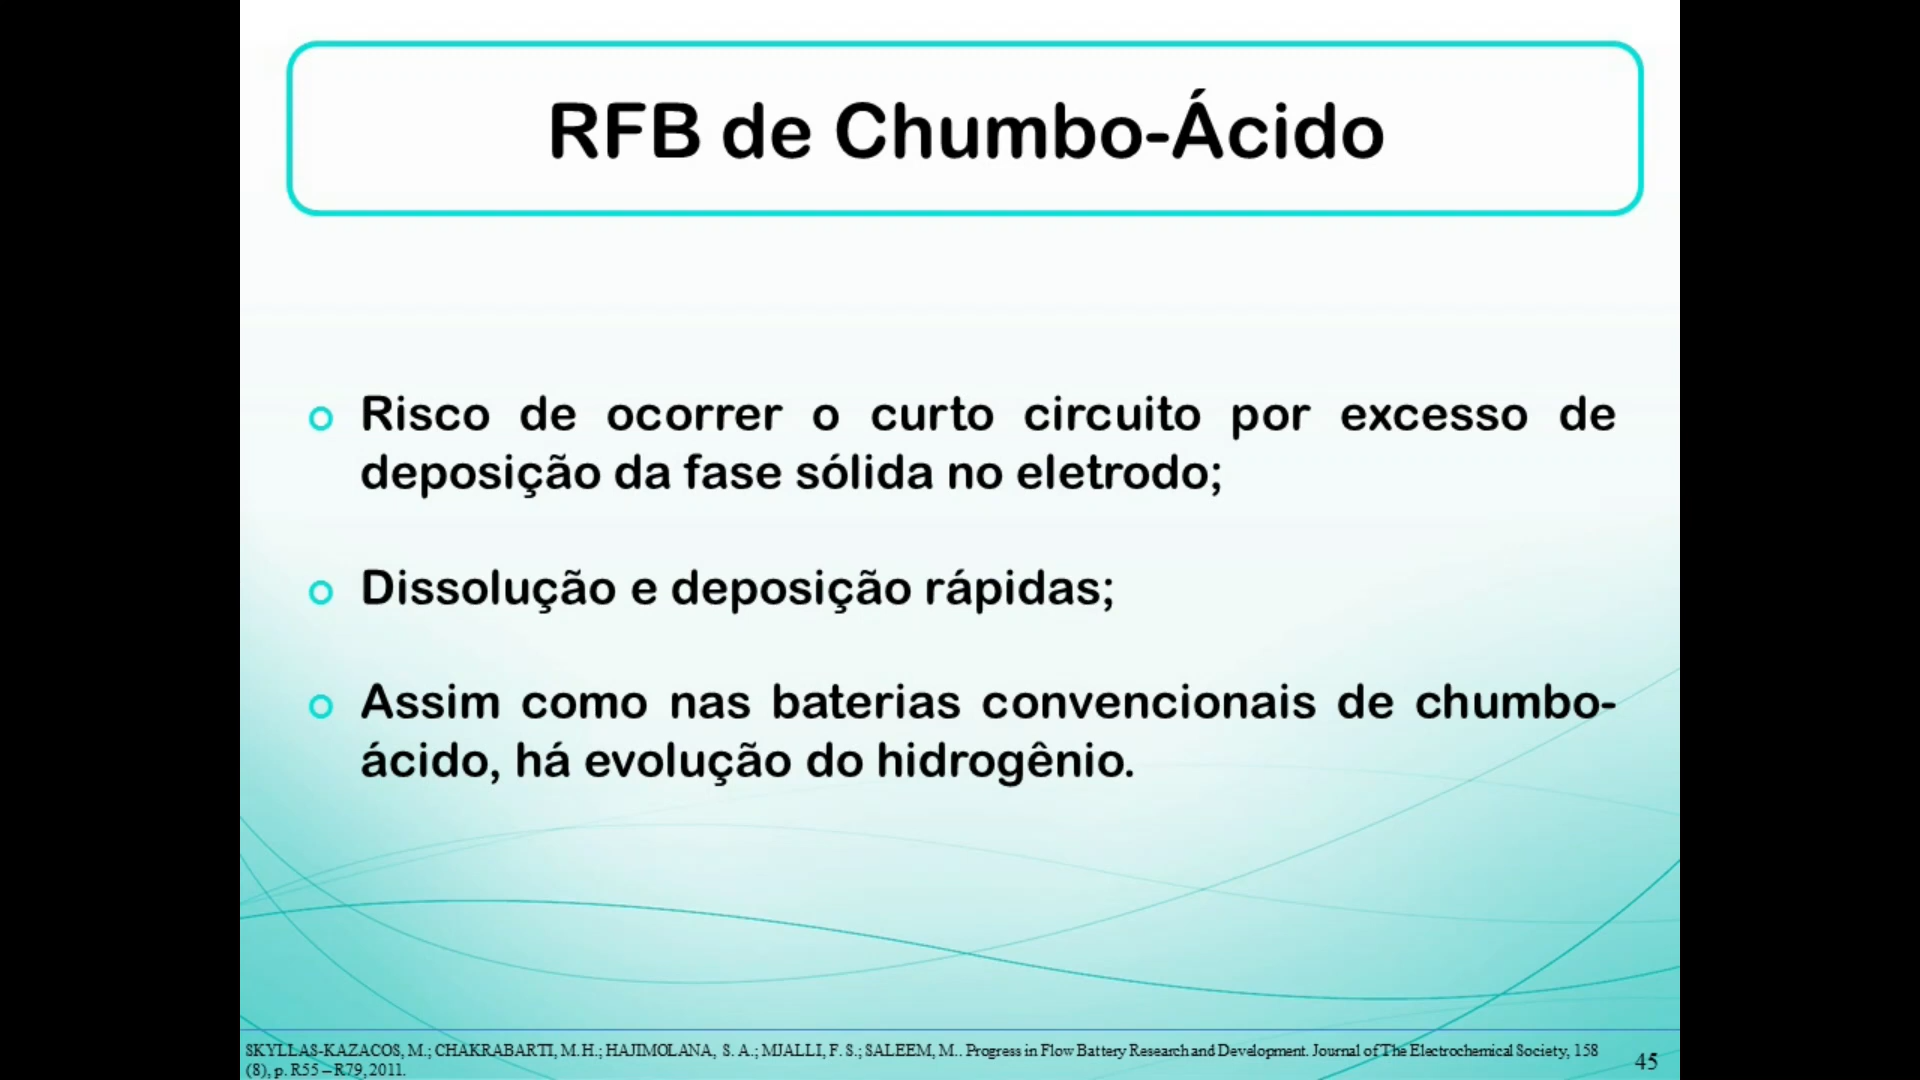 RFB de Chumbo-Ácido
Risco de ocorrer o curto circuito por excesso de
deposição da fase sólida no eletrodo;
Dissolução e deposição rápidas;
Assim como nas baterias convencionais de chumbo-
ácido, há evolução do hidrogênio.
SKYLLAS-KAZACOS, M.; CHAKRABARTI, M. H.; HAJIMOLANA, S. A.; MJALLI, F. S.; SALEEM, M.. Progress in Flow Battery Research and Development. Journal of The Electrochemical Society, 158
(8), p. R55 – R79, 2011.
45